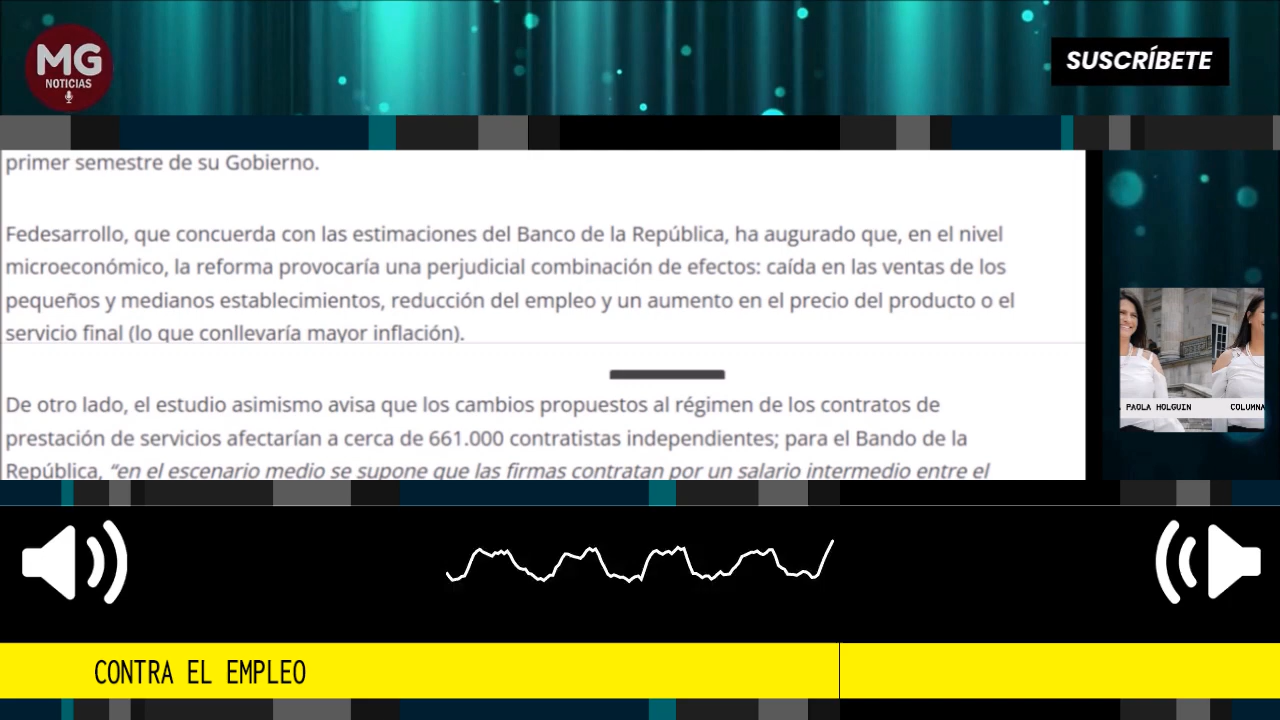 MG
NOTICIAS
SUSCRÍBETE
primer semestre de su Gobierno.
Fedesarrollo, que concuerda con las estimaciones del Banco de la República, ha augurado que, en el nivel
microeconómico, la reforma provocaría una perjudicial combinación de efectos: caída en las ventas de los
pequeños y medianos establecimientos, reducción del empleo y un aumento en el precio del producto o el
servicio final (lo que conllevaría mayor inflación).
De otro lado, el estudio asimismo avisa que los cambios propuestos al régimen de los contratos de
prestación de servicios afectarían a cerca de 661.000 contratistas independientes; para el Bando de la
República, “en el escenario medio se supone que las firmas contratan por un salario intermedio entre el
PAOLA HOLGUIN COLUMNA
CONTRA EL EMPLEO